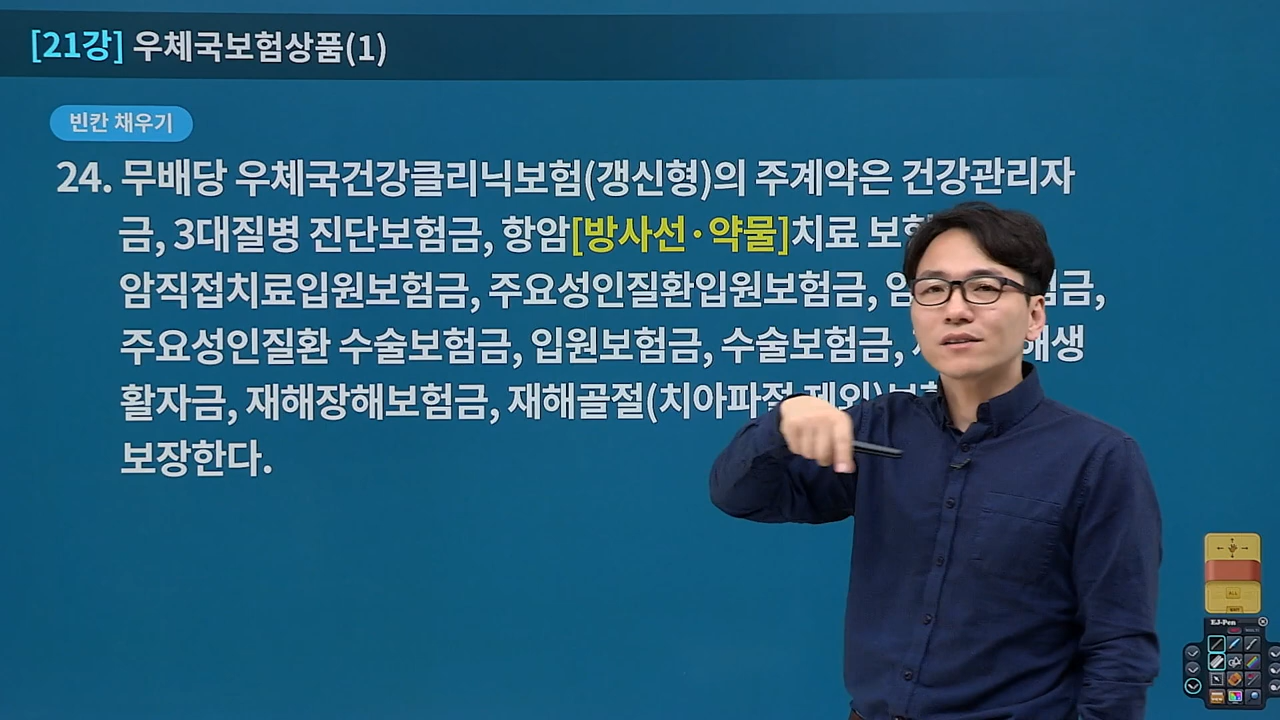 [21강] 우체국보험상품(1)
빈칸 채우기
24. 무배당 우체국건강클리닉보험(갱신형)의 주계약은 건강관리자
금, 3대질병 진단보험금, 항암[방사선·약물]치료
암직접치료입원보험금, 주요성인질환입원보험금,
주요성인질환 수술보험금, 입원보험금, 수술보험금,
활자금, 재해장해보험금, 재해골절(치아파절 제외)
보장한다.
EJ-Pen